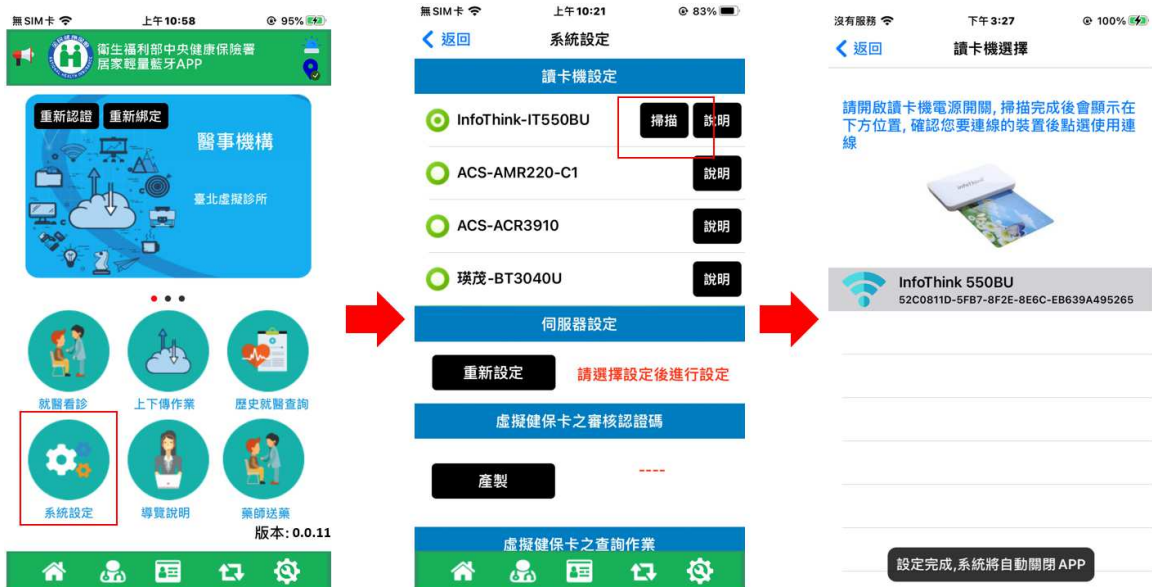 無SIM卡 上午10:58 95%
衛生福利部中央健康保險署
居家輕量藍牙APP
重新認證 重新綁定
醫事機構
臺北虛擬診所
就醫看診 上下傳作業 歷史就醫查詢
系統設定 導覽說明 藥師送藥
版本: 0.0.11
無SIM卡 上午10:21 83%
返回 系統設定
讀卡機設定
InfoThink-IT550BU 掃描 說明
ACS-AMR220-C1 說明
ACS-ACR3910 說明
瑛茂-BT3040U 說明
伺服器設定
重新設定 請選擇設定後進行設定
虛擬健保卡之審核認證碼
產製 ----
虛擬健保卡之查詢作業
沒有服務 下午3:27 100%
返回 讀卡機選擇
請開啟讀卡機電源開關, 掃描完成後會顯示在
下方位置, 確認您要連線的裝置後點選使用連
線
InfoThink 550BU
52C0811D-5FB7-8F2E-8E6C-EB639A495265
設定完成,系統將自動關閉APP